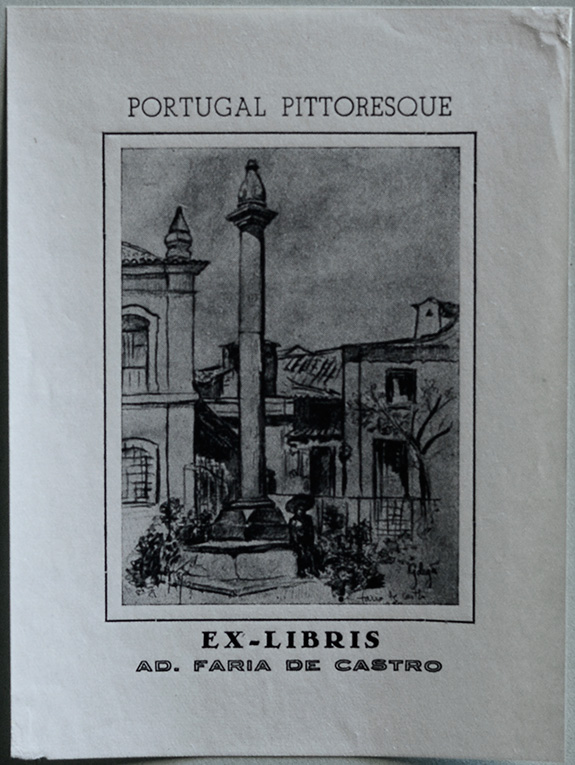 PORTUGAL PITTORESQUE
EX-LIBRIS
AD. FARIA DE CASTRO